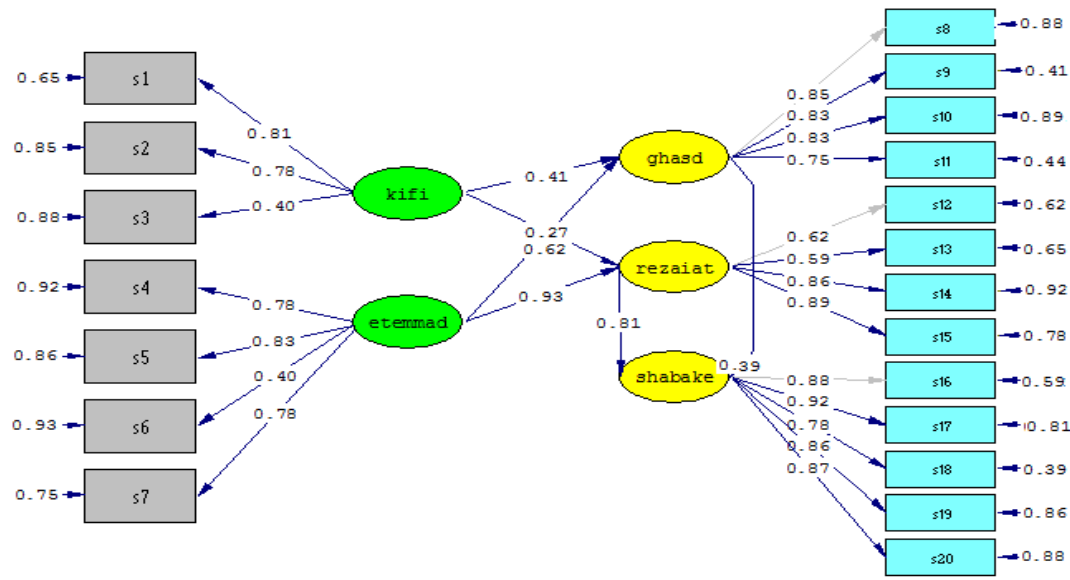 0.65 s1
0.85 s2
0.88 s3
0.92 s4
0.86 s5
0.93 s6
0.75 s7
0.81
0.78
0.40
0.78
0.83
0.40
0.78
kifi
etemmad
0.41
0.27
0.62
0.93
ghasd
rezaiat
0.81
shabake
0.39
0.85
0.83
0.83
0.75
0.62
0.59
0.86
0.89
0.88
0.92
0.78
0.86
0.87
s8 0.88
s9 0.41
s10 0.89
s11 0.44
s12 0.62
s13 0.65
s14 0.92
s15 0.78
s16 0.59
s17 0.81
s18 0.39
s19 0.86
s20 0.88